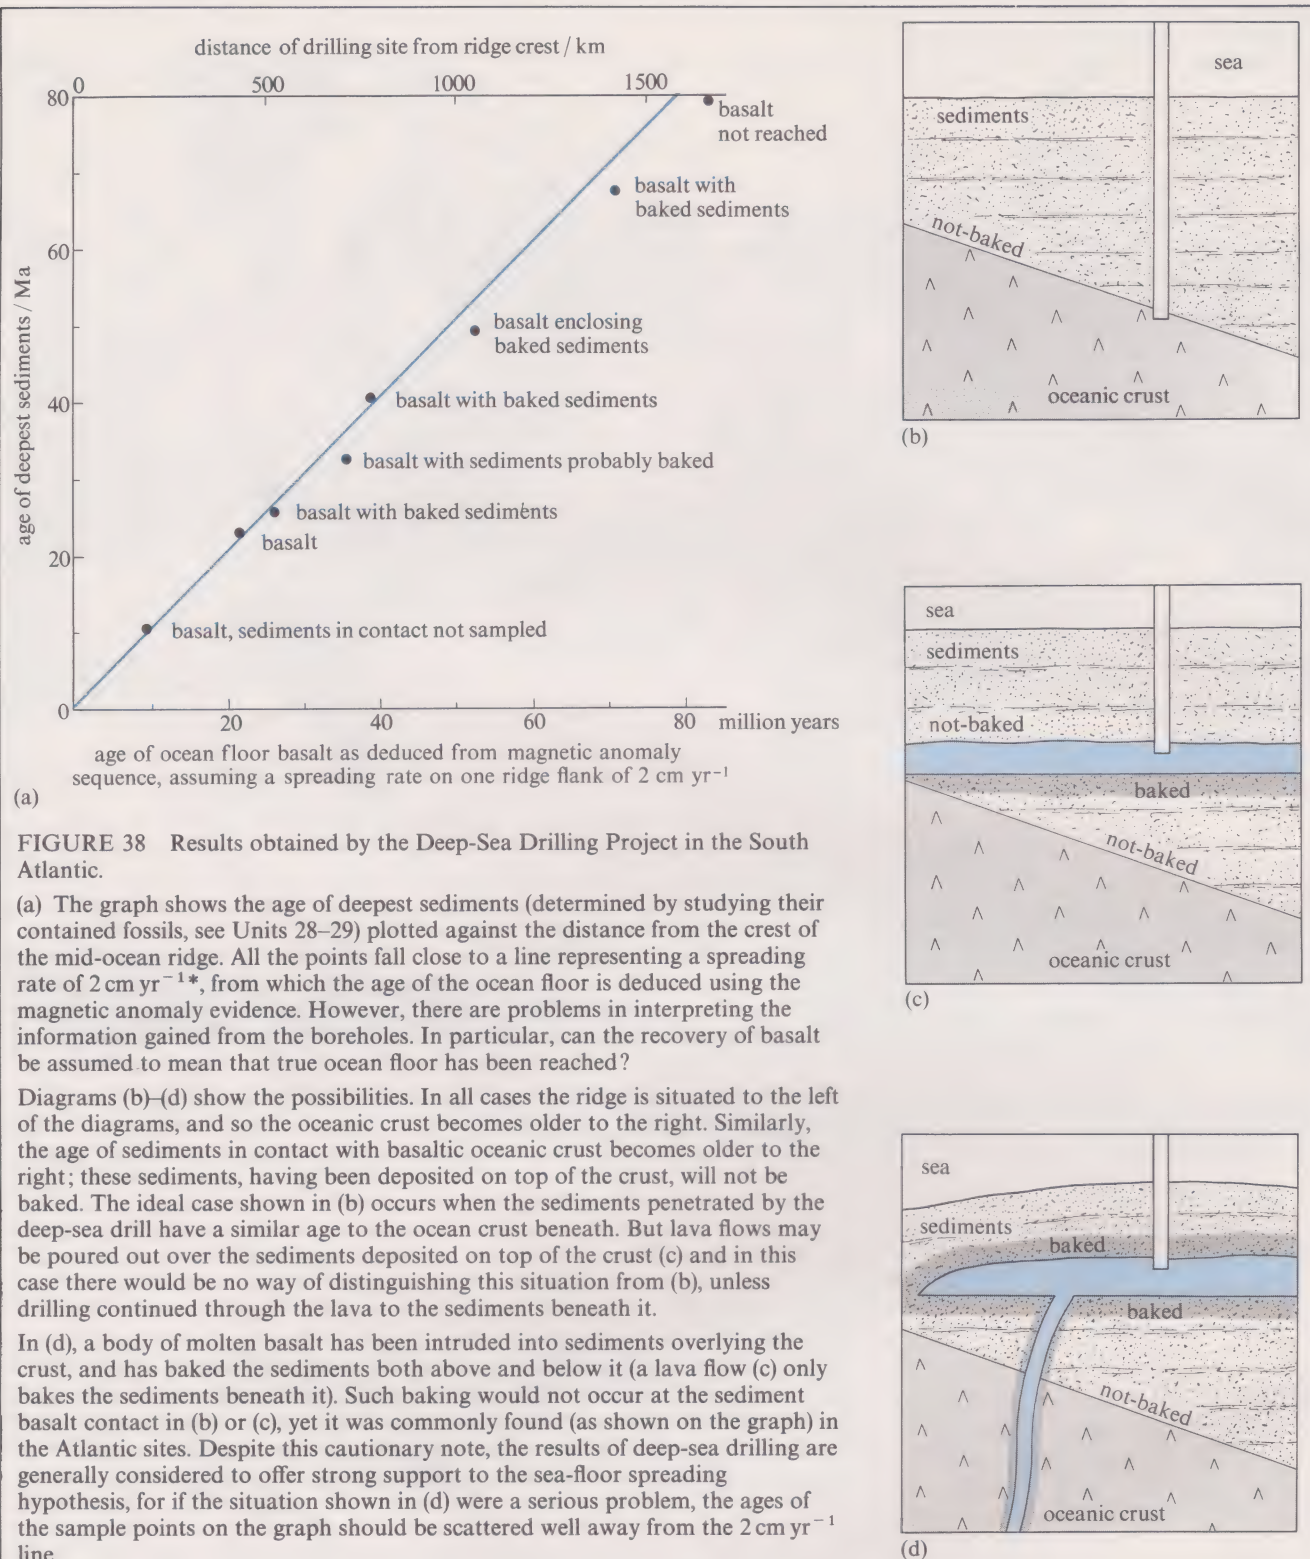 distance of drilling site from ridge crest / km
0 500 1000 1500
80
60
40
20
0
age of deepest sediments / Ma
basalt
not reached
basalt with
baked sediments
basalt enclosing
baked sediments
basalt with baked sediments
basalt with sediments probably baked
basalt with baked sediments
basalt
basalt, sediments in contact not sampled
20 40 60 80 million years
age of ocean floor basalt as deduced from magnetic anomaly
sequence, assuming a spreading rate on one ridge flank of 2 cm yr⁻¹
(a)
FIGURE 38 Results obtained by the Deep-Sea Drilling Project in the South
Atlantic.
(a) The graph shows the age of deepest sediments (determined by studying their
contained fossils, see Units 28–29) plotted against the distance from the crest of
the mid-ocean ridge. All the points fall close to a line representing a spreading
rate of 2 cm yr⁻¹*, from which the age of the ocean floor is deduced using the
magnetic anomaly evidence. However, there are problems in interpreting the
information gained from the boreholes. In particular, can the recovery of basalt
be assumed to mean that true ocean floor has been reached?
Diagrams (b)–(d) show the possibilities. In all cases the ridge is situated to the left
of the diagrams, and so the oceanic crust becomes older to the right. Similarly,
the age of sediments in contact with basaltic oceanic crust becomes older to the
right; these sediments, having been deposited on top of the crust, will not be
baked. The ideal case shown in (b) occurs when the sediments penetrated by the
deep-sea drill have a similar age to the ocean crust beneath. But lava flows may
be poured out over the sediments deposited on top of the crust (c) and in this
case there would be no way of distinguishing this situation from (b), unless
drilling continued through the lava to the sediments beneath it.
In (d), a body of molten basalt has been intruded into sediments overlying the
crust, and has baked the sediments both above and below it (a lava flow (c) only
bakes the sediments beneath it). Such baking would not occur at the sediment
basalt contact in (b) or (c), yet it was commonly found (as shown on the graph) in
the Atlantic sites. Despite this cautionary note, the results of deep-sea drilling are
generally considered to offer strong support to the sea-floor spreading
hypothesis, for if the situation shown in (d) were a serious problem, the ages of
the sample points on the graph should be scattered well away from the 2 cm yr⁻¹
line
sea
sediments
not-baked
oceanic crust
(b)
sea
sediments
not-baked
baked
not-baked
oceanic crust
(c)
sea
sediments
baked
baked
not-baked
oceanic crust
(d)